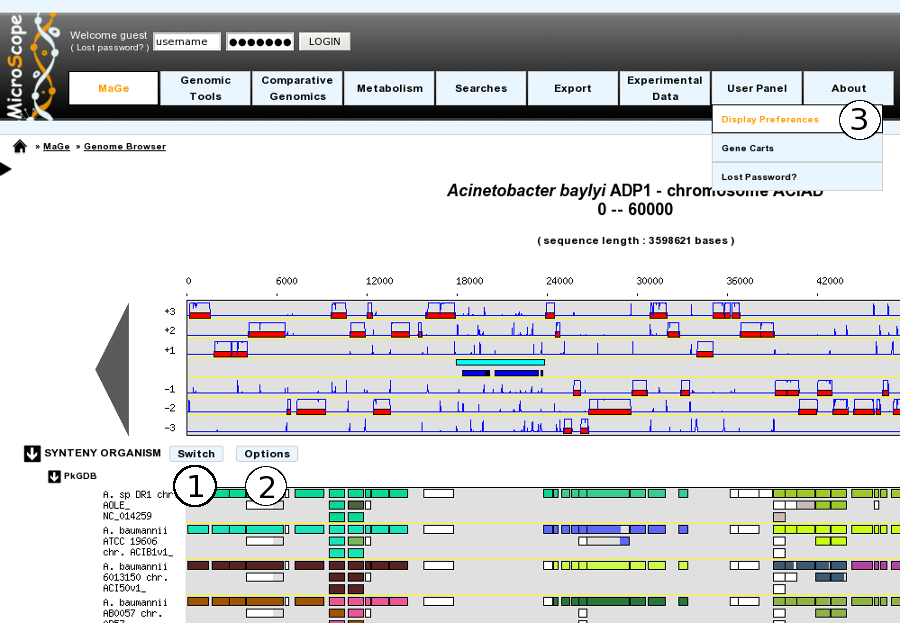 MicroScope
Welcome guest
( Lost password? )
username
LOGIN
MaGe
Genomic Tools
Comparative Genomics
Metabolism
Searches
Export
Experimental Data
User Panel
About
Display Preferences
3
Gene Carts
Lost Password?
» MaGe » Genome Browser
Acinetobacter baylyi ADP1 - chromosome ACIAD
0 -- 60000
( sequence length : 3598621 bases )
0 6000 12000 18000 24000 30000 36000 42000
+3
+2
+1
-1
-2
-3
SYNTENY ORGANISM
Switch
Options
PkGDB
1
2
A. sp DR1 chr
AOLE_
NC_014259
A. baumannii
ATCC 19606
chr. ACIB1v1_
A. baumannii
6013150 chr.
ACI50v1_
A. baumannii
AB0057 chr.